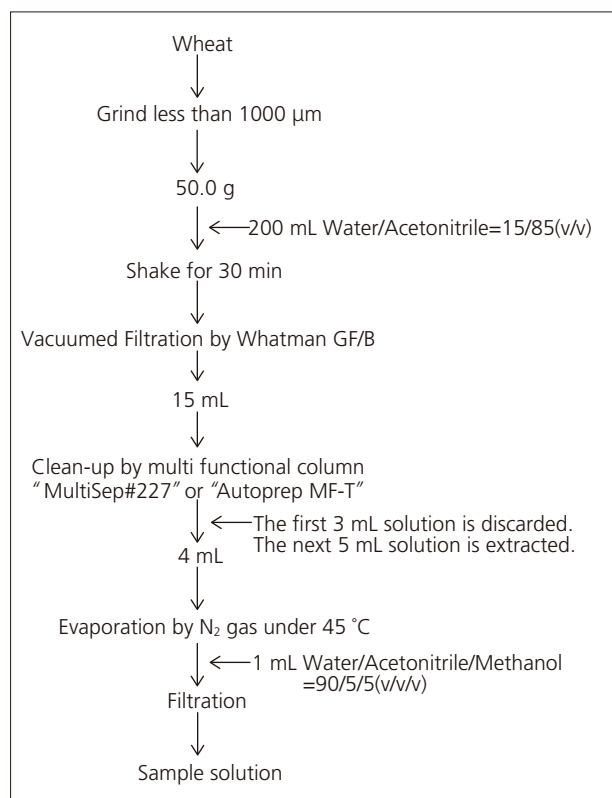 Wheat
Grind less than 1000 µm
50.0 g
200 mL Water/Acetonitrile=15/85(v/v)
Shake for 30 min
Vacuumed Filtration by Whatman GF/B
15 mL
Clean-up by multi functional column
“MultiSep#227” or “Autoprep MF-T”
The first 3 mL solution is discarded.
The next 5 mL solution is extracted.
4 mL
Evaporation by N₂ gas under 45 ˚C
1 mL Water/Acetonitrile/Methanol
=90/5/5(v/v/v)
Filtration
Sample solution